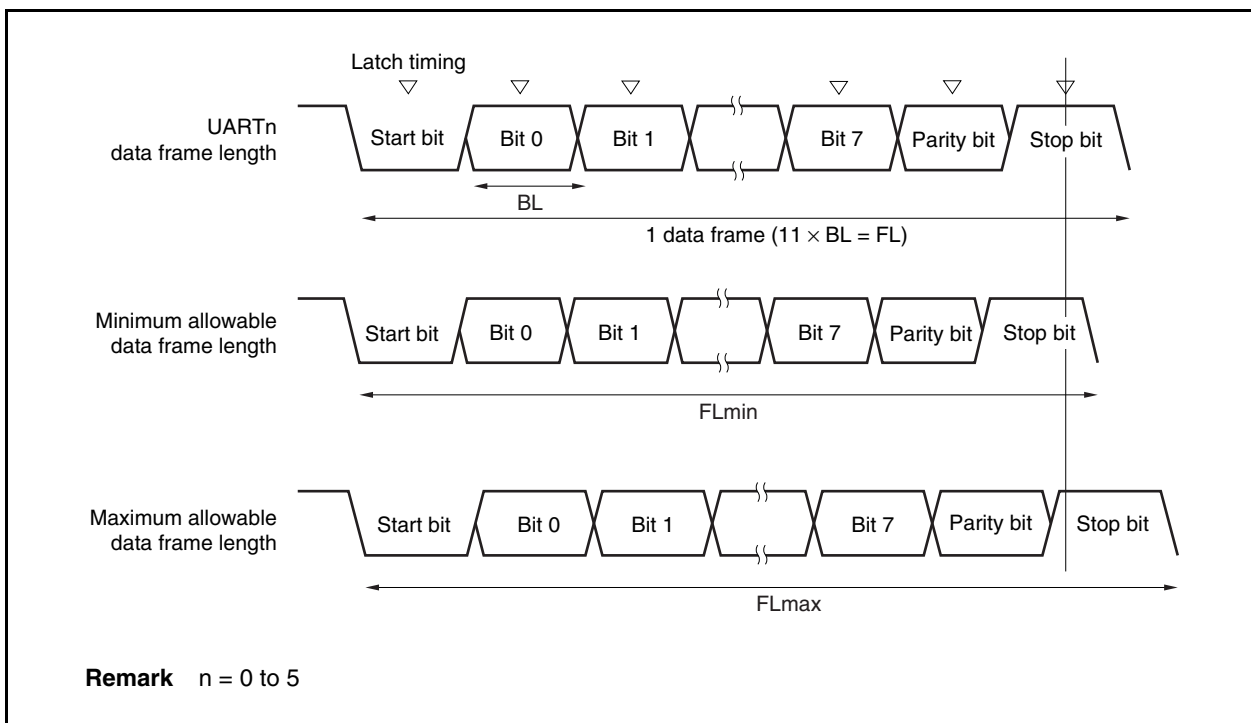 Latch timing
UARTn
data frame length
Start bit
Bit 0
Bit 1
Bit 7
Parity bit
Stop bit
BL
1 data frame (11 × BL = FL)
Minimum allowable
data frame length
Start bit
Bit 0
Bit 1
Bit 7
Parity bit
Stop bit
FLmin
Maximum allowable
data frame length
Start bit
Bit 0
Bit 1
Bit 7
Parity bit
Stop bit
FLmax
Remark n = 0 to 5